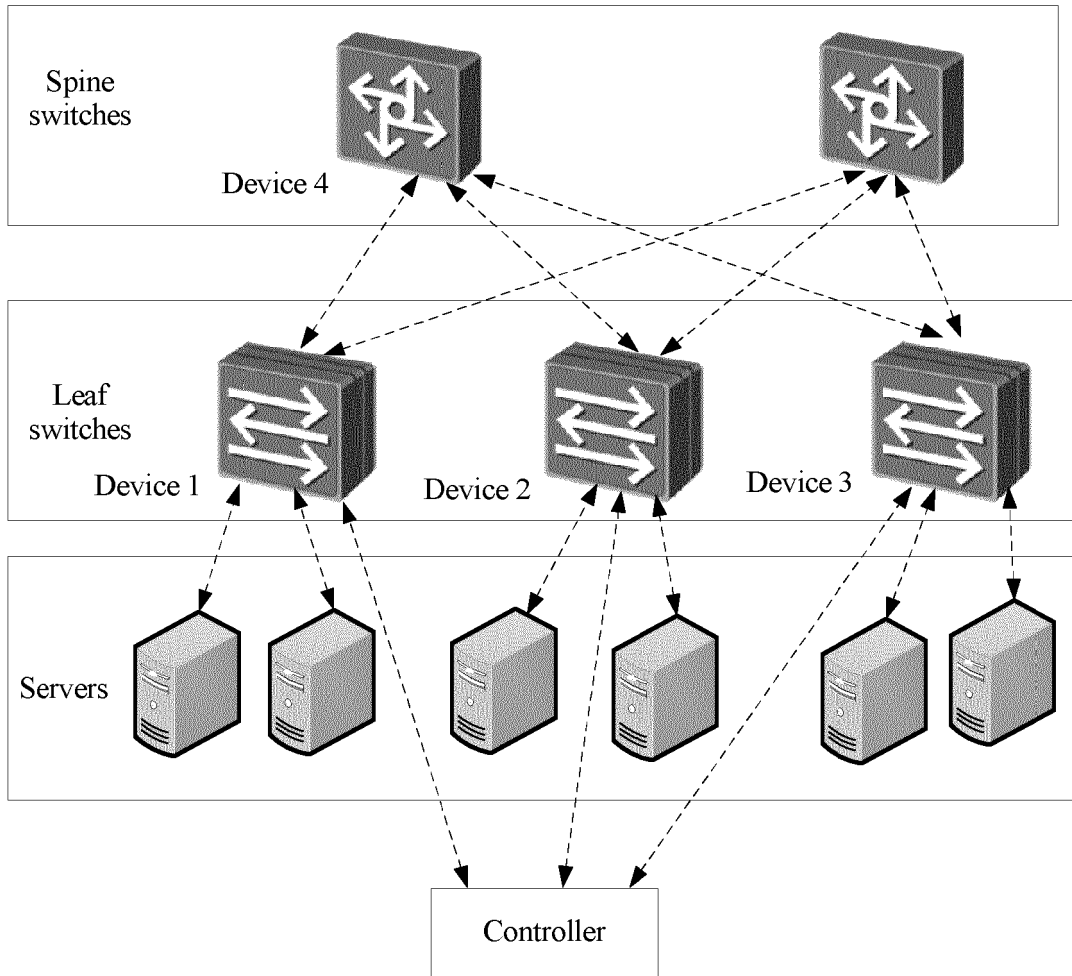 Spine
switches
Device 4
Leaf
switches
Device 1
Device 2
Device 3
Servers
Controller